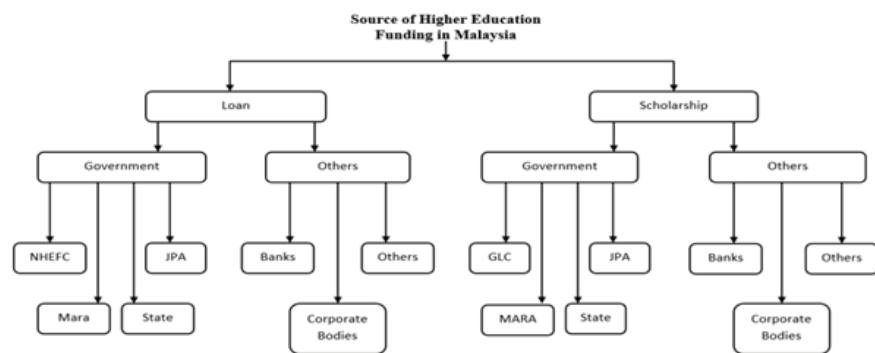 Source of Higher Education
Funding in Malaysia
Loan
Scholarship
Government
Others
Government
Others
NHEFC
JPA
Banks
Others
GLC
JPA
Banks
Others
Mara
State
Corporate
Bodies
MARA
State
Corporate
Bodies